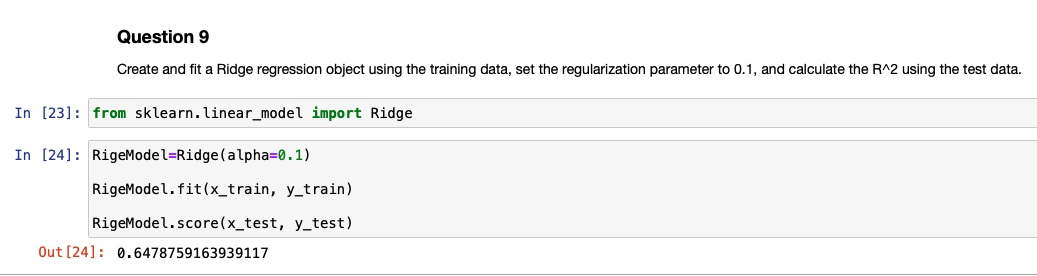 Question 9
Create and fit a Ridge regression object using the training data, set the regularization parameter to 0.1, and calculate the R^2 using the test data.
In [23]: from sklearn.linear_model import Ridge
In [24]: RigeModel=Ridge(alpha=0.1)
RigeModel.fit(x_train, y_train)
RigeModel.score(x_test, y_test)
Out[24]: 0.6478759163939117